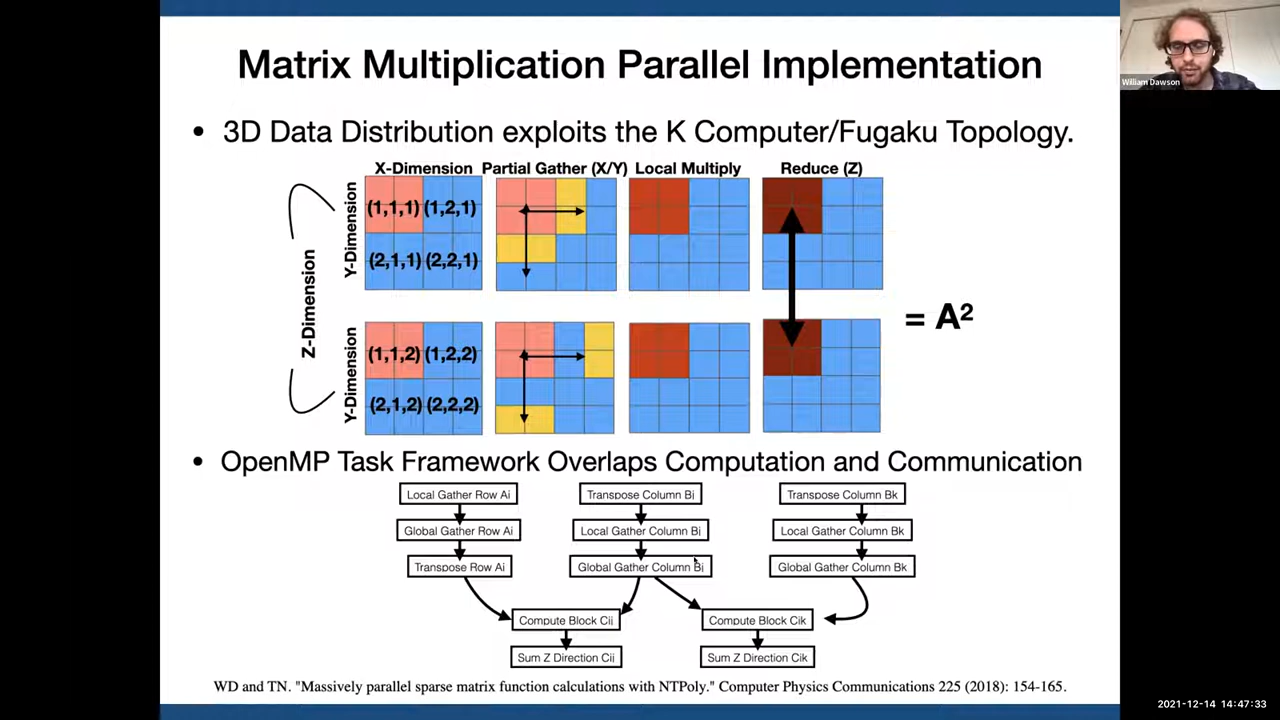 Matrix Multiplication Parallel Implementation
William Dawson
• 3D Data Distribution exploits the K Computer/Fugaku Topology.
X-Dimension Partial Gather (X/Y) Local Multiply Reduce (Z)
Z-Dimension
Y-Dimension
(1,1,1) (1,2,1)
(2,1,1) (2,2,1)
= A²
Y-Dimension
(1,1,2) (1,2,2)
(2,1,2) (2,2,2)
• OpenMP Task Framework Overlaps Computation and Communication
Local Gather Row Ai Transpose Column Bj Transpose Column Bk
Global Gather Row Ai Local Gather Column Bj Local Gather Column Bk
Transpose Row Ai Global Gather Column Bj Global Gather Column Bk
Compute Block Cij Compute Block Cik
Sum Z Direction Cij Sum Z Direction Cik
WD and TN. "Massively parallel sparse matrix function calculations with NTPoly." Computer Physics Communications 225 (2018): 154-165.
2021-12-14 14:47:33